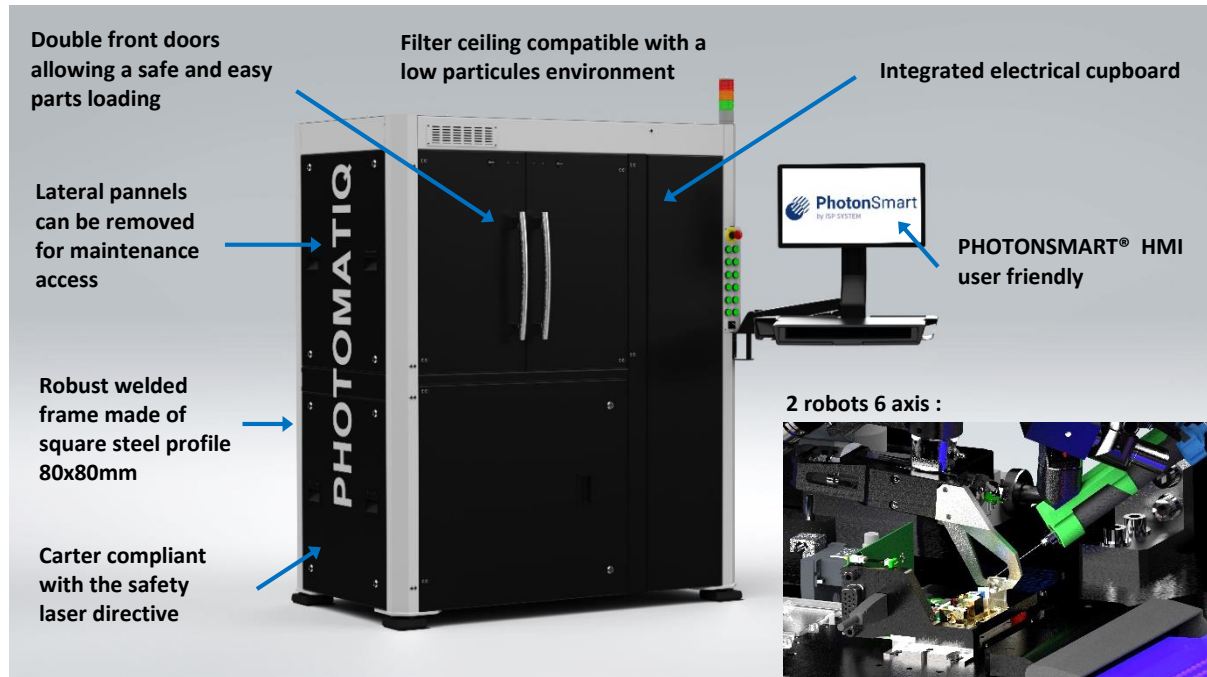 Double front doors
allowing a safe and easy
parts loading
Filter ceiling compatible with a
low particules environment
Integrated electrical cupboard
Lateral pannels
can be removed
for maintenance
access
PHOTOMATIQ
PhotonSmart
by ISP SYSTEM
PHOTONSMART® HMI
user friendly
Robust welded
frame made of
square steel profile
80x80mm
2 robots 6 axis :
Carter compliant
with the safety
laser directive